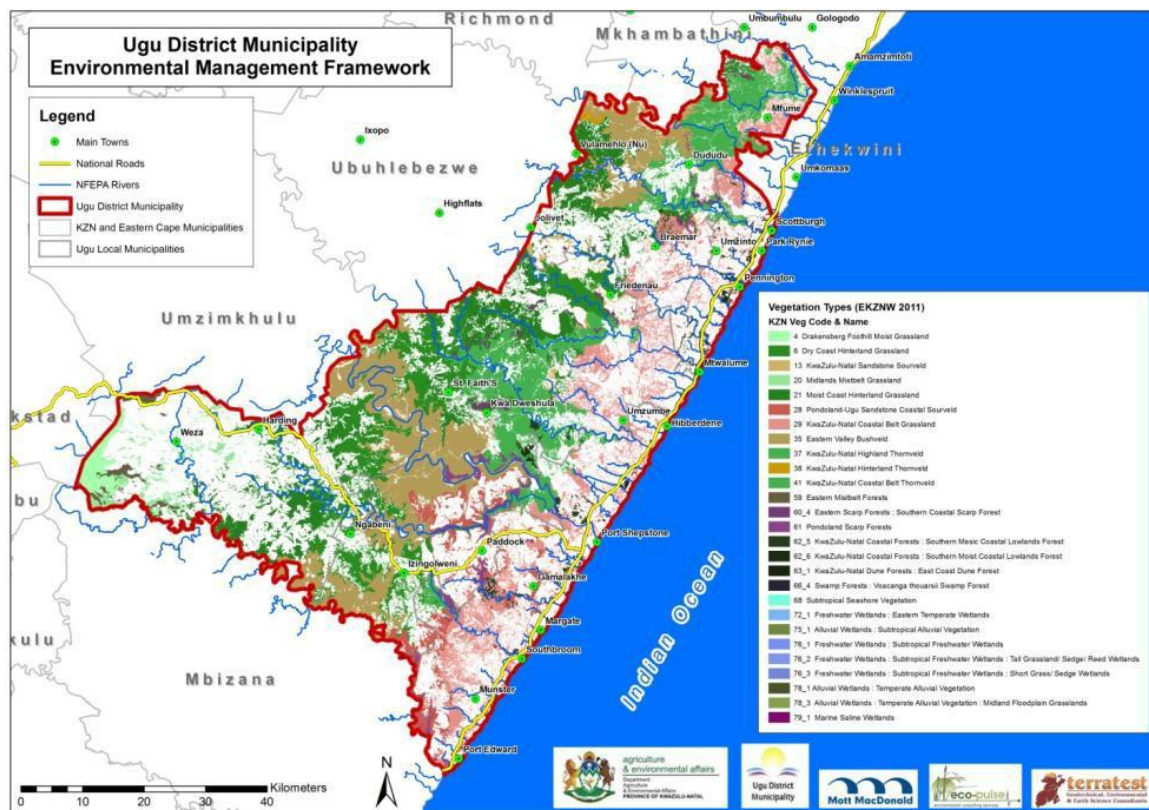 Ugu District Municipality
Environmental Management Framework
Legend
Main Towns
National Roads
NFEPA Rivers
Ugu District Municipality
KZN and Eastern Cape Municipalities
Ugu Local Municipalities
Richmond
Mkhambathini
Umbumbulu
Gologodo
Amamzimtoti
Winklespruit
Mfume
Ixopo
Ubuhlebezwe
Vulamehlo (Nu)
Dududu
Ethekwini
Umkomaas
Highflats
Jolivet
Scottburgh
Braemar
Umzinto
Park Rynie
Pennington
Friedenau
Umzimkhulu
Mtwalume
St. Faith'S
Kwa Dweshula
Umzumbe
Hibberdene
kstad
Harding
Weza
bu
Ngabeni
Port Shepstone
Paddock
Izingolweni
Gamalakhe
Margate
Southbroom
kulu
Mbizana
Munster
Port Edward
Indian Ocean
Vegetation Types (EKZNW 2011)
KZN Veg Code & Name
4 Drakensberg Foothill Moist Grassland
6 Dry Coast Hinterland Grassland
13 KwaZulu-Natal Sandstone Sourveld
20 Midlands Mistbelt Grassland
21 Moist Coast Hinterland Grassland
28 Pondoland-Ugu Sandstone Coastal Sourveld
29 KwaZulu-Natal Coastal Belt Grassland
35 Eastern Valley Bushveld
37 KwaZulu-Natal Highland Thornveld
38 KwaZulu-Natal Hinterland Thornveld
41 KwaZulu-Natal Coastal Belt Thornveld
59 Eastern Mistbelt Forests
60_4 Eastern Scarp Forests : Southern Coastal Scarp Forest
61 Pondoland Scarp Forests
62_5 KwaZulu-Natal Coastal Forests : Southern Mesic Coastal Lowlands Forest
62_6 KwaZulu-Natal Coastal Forests : Southern Moist Coastal Lowlands Forest
63_1 KwaZulu-Natal Dune Forests : East Coast Dune Forest
66_4 Swamp Forests : Voacanga thouarsii Swamp Forest
68 Subtropical Seashore Vegetation
72_1 Freshwater Wetlands : Eastern Temperate Wetlands
75_1 Alluvial Wetlands : Subtropical Alluvial Vegetation
76_1 Freshwater Wetlands : Subtropical Freshwater Wetlands
76_2 Freshwater Wetlands : Subtropical Freshwater Wetlands : Tall Grassland/ Sedge/ Reed Wetlands
76_3 Freshwater Wetlands : Subtropical Freshwater Wetlands : Short Grass/ Sedge Wetlands
78_1 Alluvial Wetlands : Temperate Alluvial Vegetation
78_3 Alluvial Wetlands : Temperate Alluvial Vegetation : Midland Floodplain Grasslands
79_1 Marine Saline Wetlands
Kilometers
0 5 10 20 30 40
N
agriculture
& environmental affairs
Department:
Agriculture
& Environmental Affairs
PROVINCE OF KWAZULU-NATAL
Ugu District
Municipality
Mott MacDonald
eco-pulse
environmental consulting services
terratest
Geotechnical, Environmental
& Earth Science Consultants